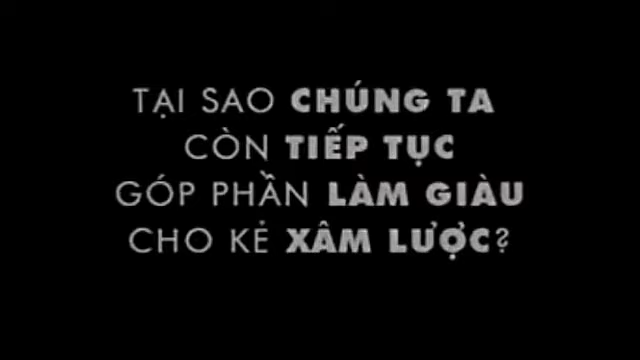 TẠI SAO CHÚNG TA
CÒN TIẾP TỤC
GÓP PHẦN LÀM GIÀU
CHO KẺ XÂM LƯỢC?